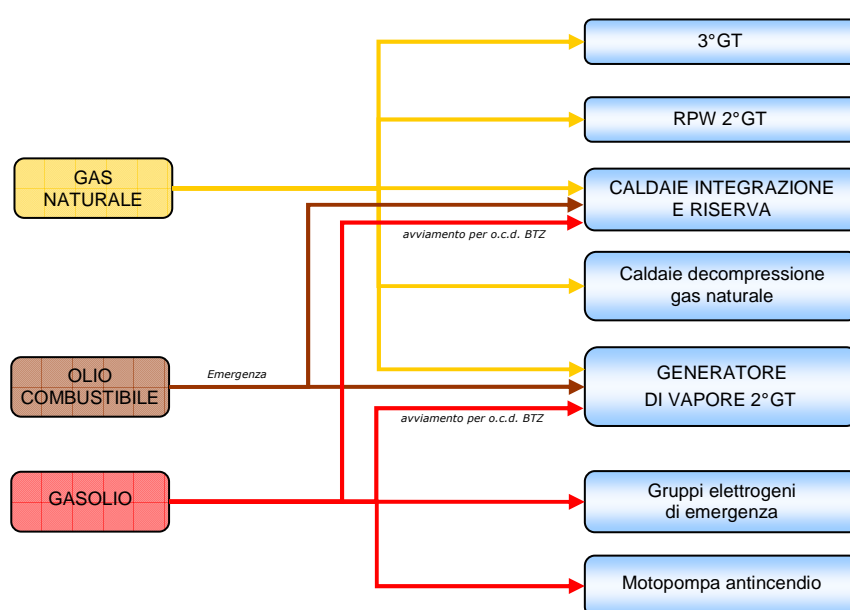 3°GT
RPW 2°GT
GAS
NATURALE
CALDAIE INTEGRAZIONE
E RISERVA
avviamento per o.c.d. BTZ
Caldaie decompressione
gas naturale
OLIO
COMBUSTIBILE
Emergenza
GENERATORE
DI VAPORE 2°GT
avviamento per o.c.d. BTZ
GASOLIO
Gruppi elettrogeni
di emergenza
Motopompa antincendio